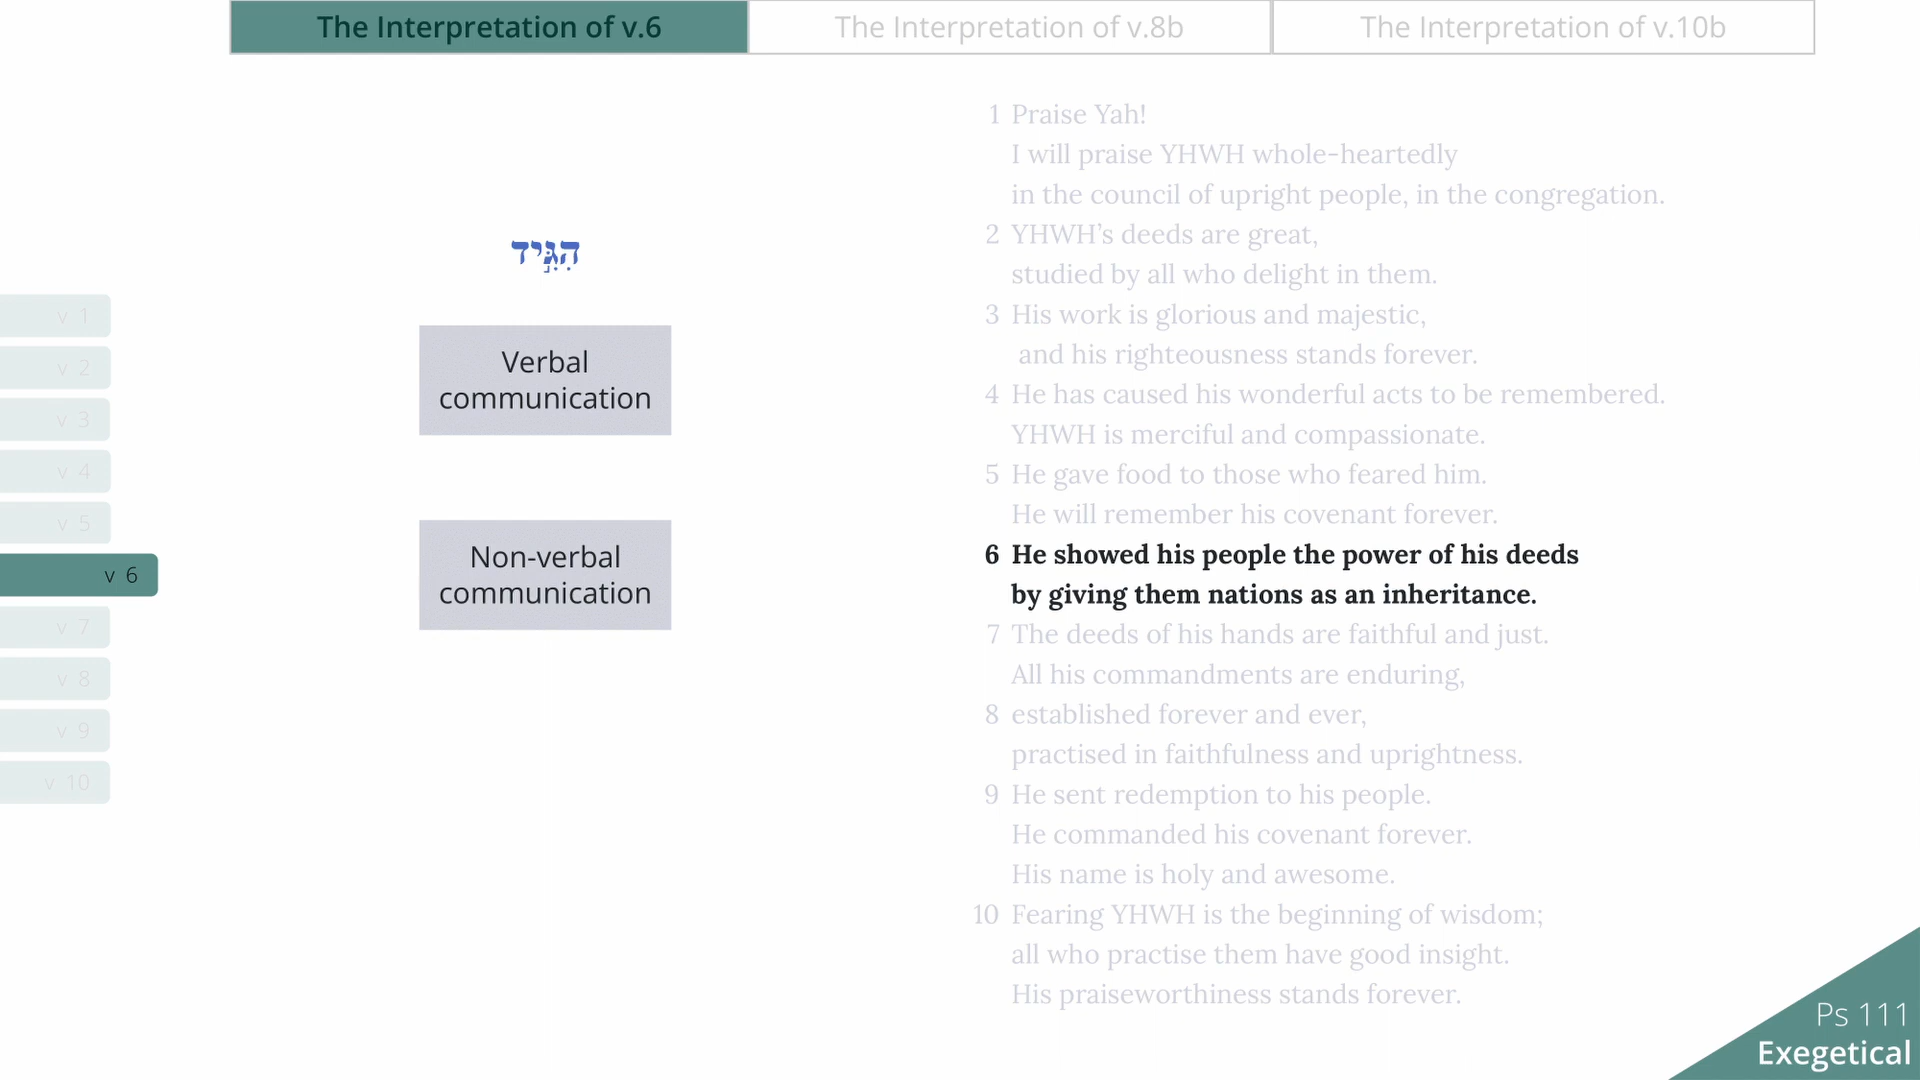 The Interpretation of v.6
The Interpretation of v.8b
The Interpretation of v.10b
הִגִּ֣יד
Verbal
communication
Non-verbal
communication
v 1
v 2
v 3
v 4
v 5
v 6
v 7
v 8
v 9
v 10
1 Praise Yah!
I will praise YHWH whole-heartedly
in the council of upright people, in the congregation.
2 YHWH’s deeds are great,
studied by all who delight in them.
3 His work is glorious and majestic,
and his righteousness stands forever.
4 He has caused his wonderful acts to be remembered.
YHWH is merciful and compassionate.
5 He gave food to those who feared him.
He will remember his covenant forever.
6 He showed his people the power of his deeds
by giving them nations as an inheritance.
7 The deeds of his hands are faithful and just.
All his commandments are enduring,
8 established forever and ever,
practised in faithfulness and uprightness.
9 He sent redemption to his people.
He commanded his covenant forever.
His name is holy and awesome.
10 Fearing YHWH is the beginning of wisdom;
all who practise them have good insight.
His praiseworthiness stands forever.
Ps 111
Exegetical